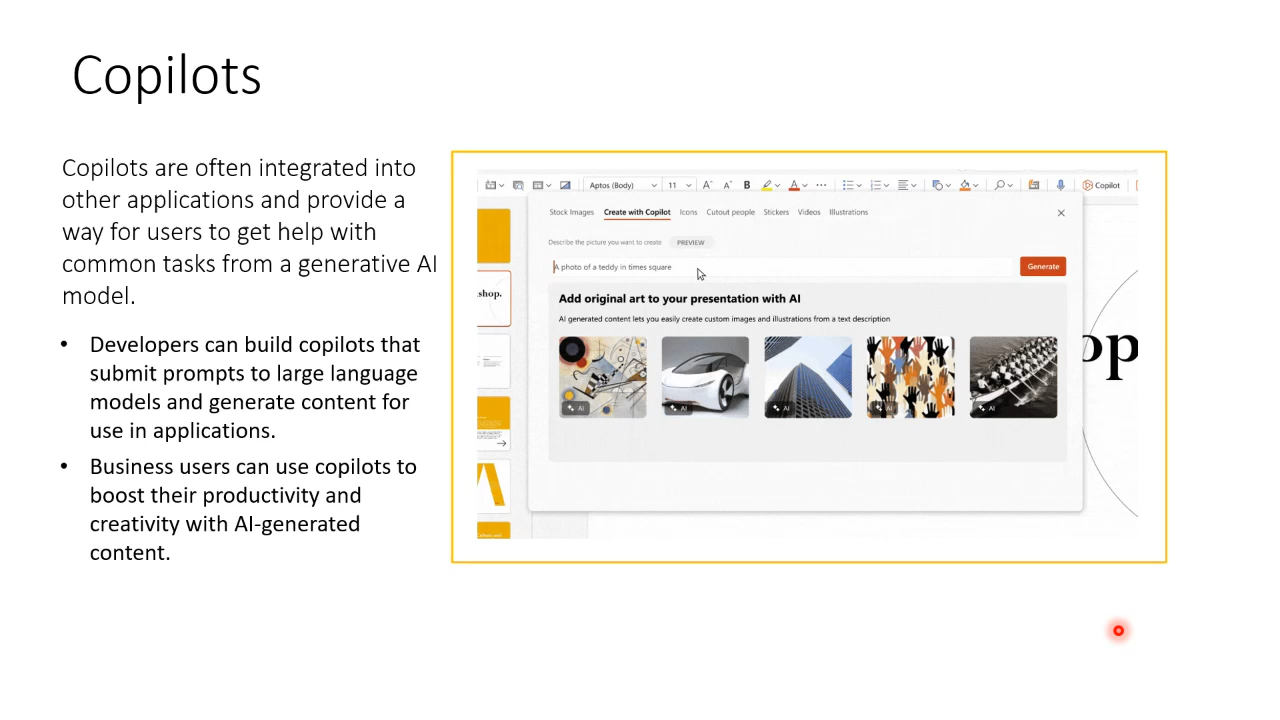 Copilots
Copilots are often integrated into
other applications and provide a
way for users to get help with
common tasks from a generative AI
model.
• Developers can build copilots that
submit prompts to large language
models and generate content for
use in applications.
• Business users can use copilots to
boost their productivity and
creativity with AI-generated
content.
Aptos (Body) 11 A A B A Copilot
Stock Images Create with Copilot Icons Cutout people Stickers Videos Illustrations
Describe the picture you want to create PREVIEW
A photo of a teddy in times square Generate
Add original art to your presentation with AI
AI generated content lets you easily create custom images and illustrations from a text description
AI AI AI AI AI
shop.
op